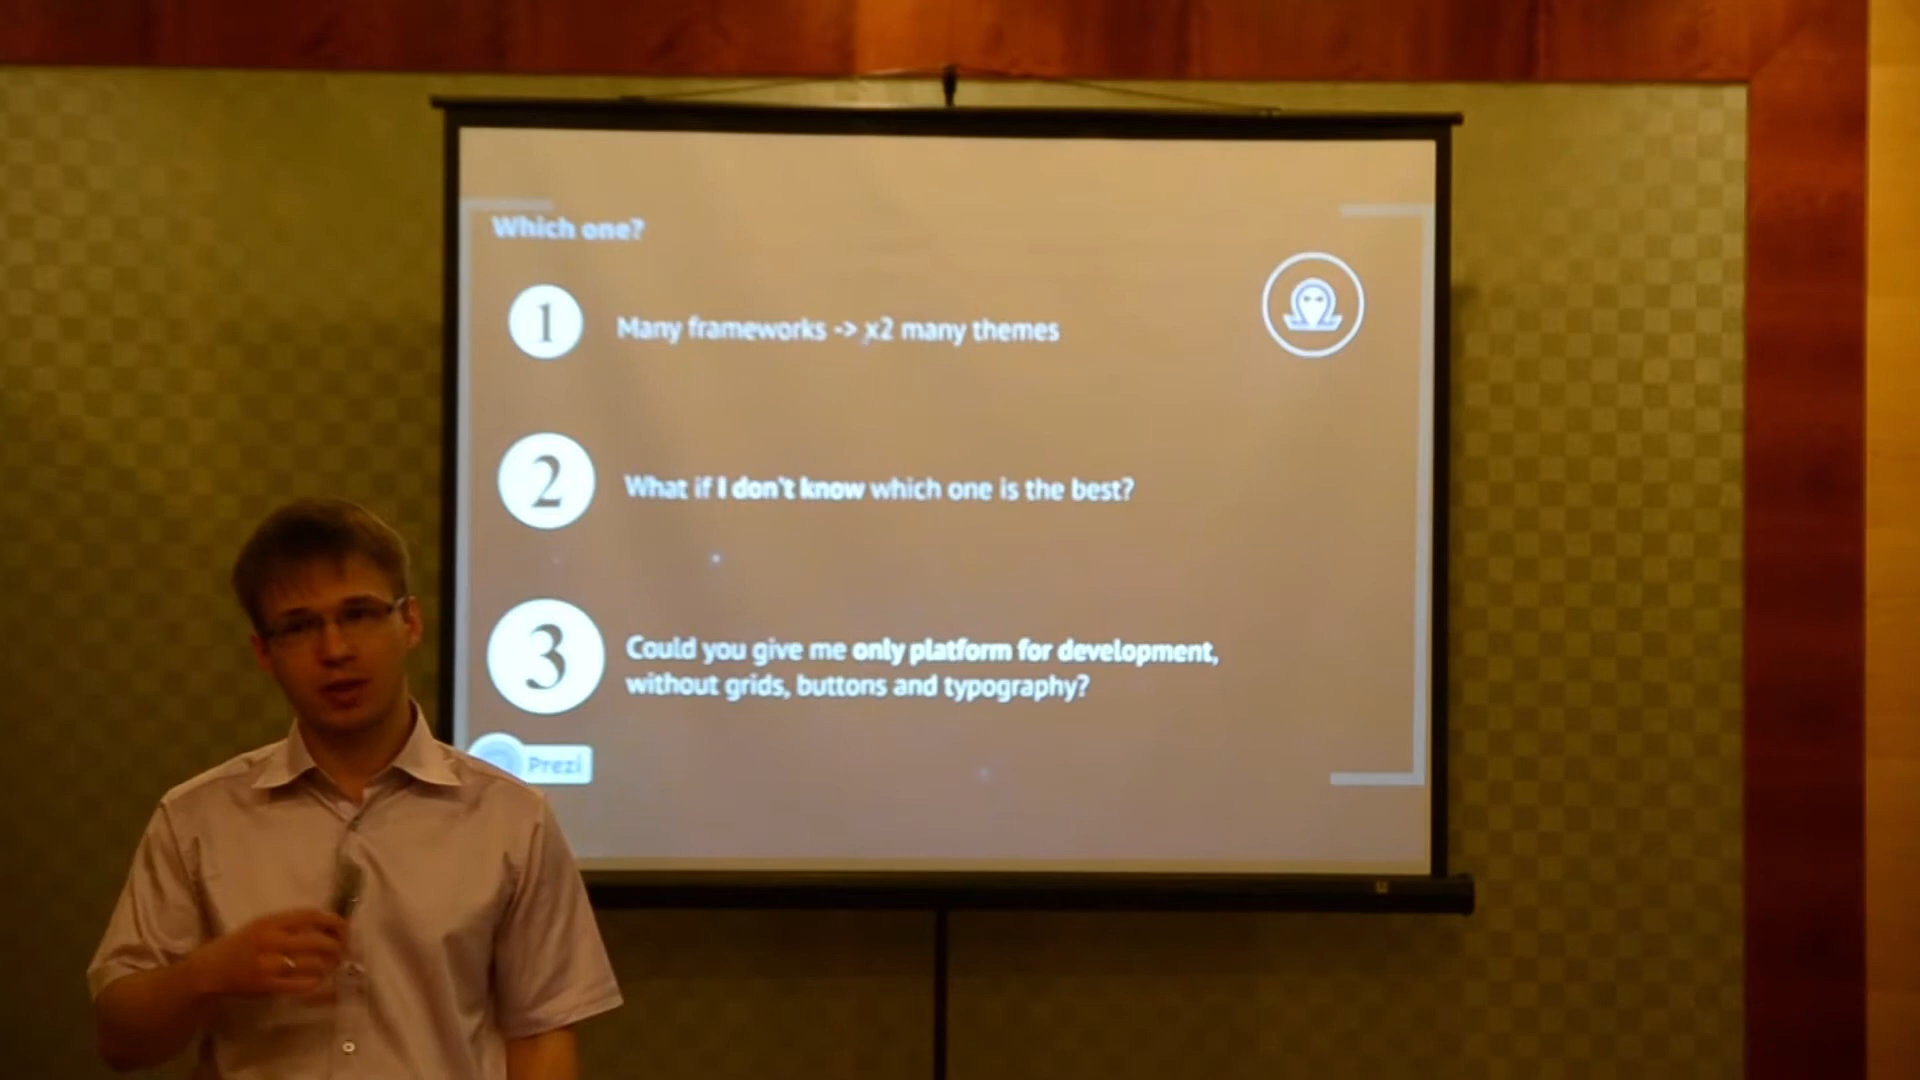 Which one?
1
Many frameworks -> x2 many themes
2
What if I don't know which one is the best?
3
Could you give me only platform for development,
without grids, buttons and typography?
Prezi